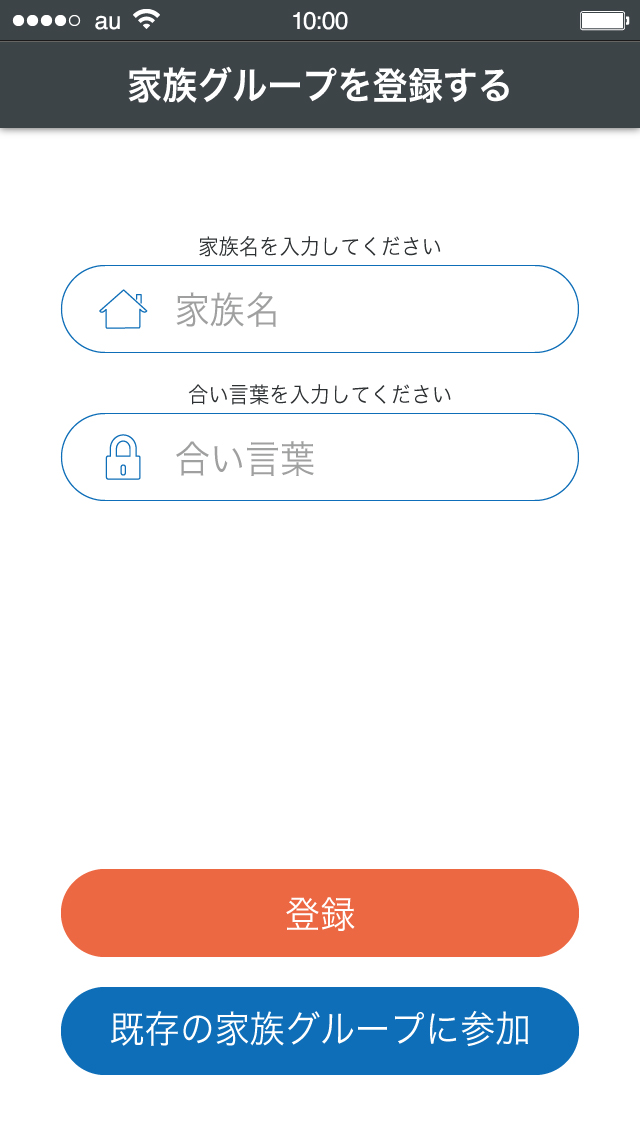 au 10:00
家族グループを登録する
家族名を入力してください
家族名
合い言葉を入力してください
合い言葉
登録
既存の家族グループに参加